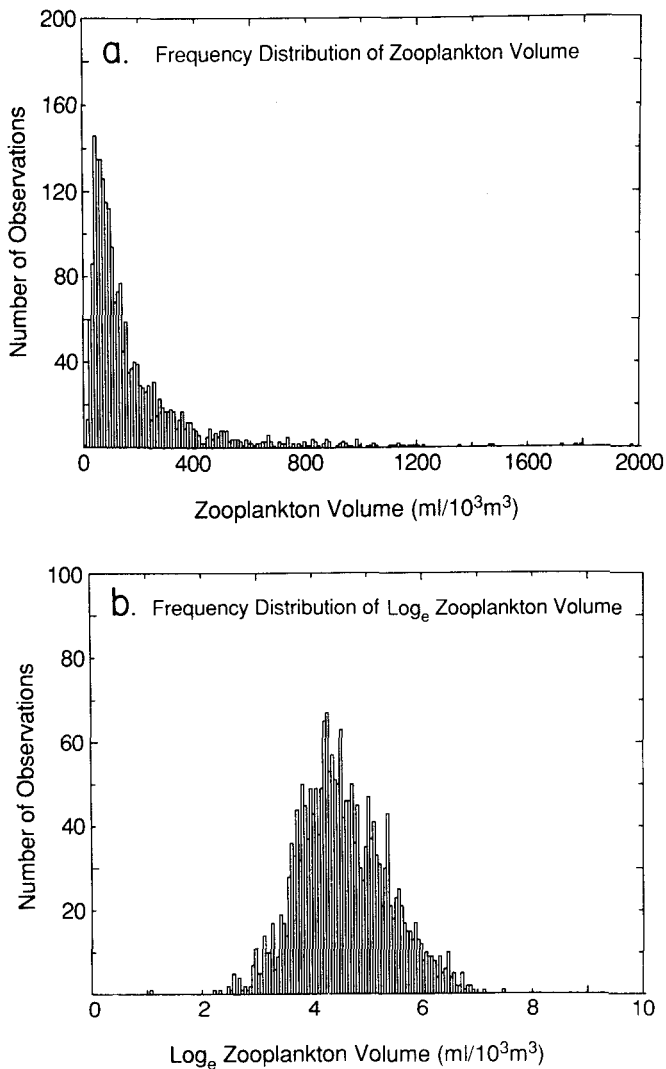 200
a. Frequency Distribution of Zooplankton Volume
160
120
80
40
Number of Observations
0 400 800 1200 1600 2000
Zooplankton Volume (ml/10³m³)
100
b. Frequency Distribution of Logₑ Zooplankton Volume
80
60
40
20
Number of Observations
0 2 4 6 8 10
Logₑ Zooplankton Volume (ml/10³m³)